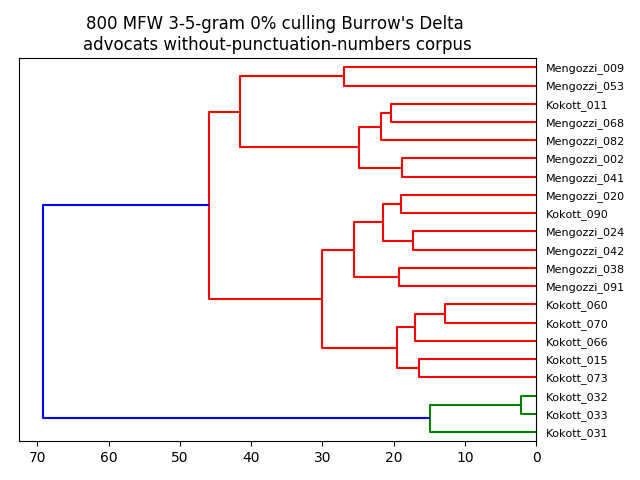 800 MFW 3-5-gram 0% culling Burrow's Delta
advocats without-punctuation-numbers corpus
Mengozzi_009
Mengozzi_053
Kokott_011
Mengozzi_068
Mengozzi_082
Mengozzi_002
Mengozzi_041
Mengozzi_020
Kokott_090
Mengozzi_024
Mengozzi_042
Mengozzi_038
Mengozzi_091
Kokott_060
Kokott_070
Kokott_066
Kokott_015
Kokott_073
Kokott_032
Kokott_033
Kokott_031
70 60 50 40 30 20 10 0